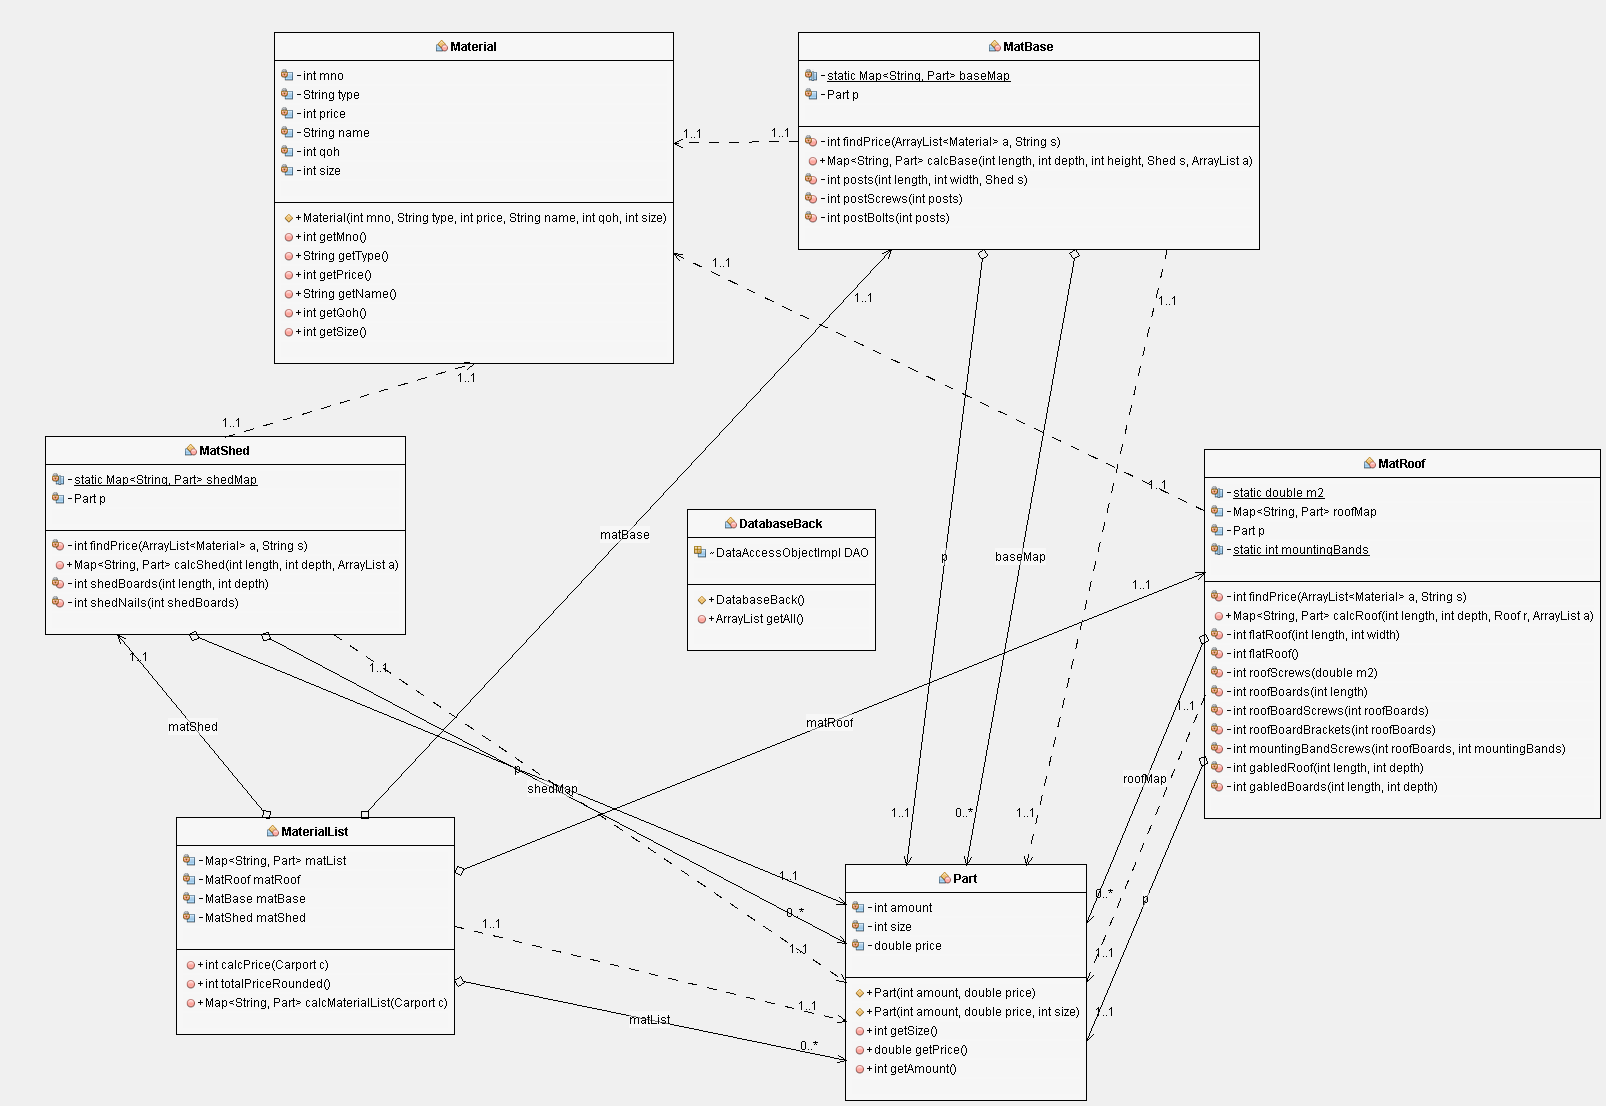 Material
-int mno
-String type
-int price
-String name
-int qoh
-int size
+Material(int mno, String type, int price, String name, int qoh, int size)
+int getMno()
+String getType()
+int getPrice()
+String getName()
+int getQoh()
+int getSize()
MatBase
-static Map<String, Part> baseMap
-Part p
-int findPrice(ArrayList<Material> a, String s)
+Map<String, Part> calcBase(int length, int depth, int height, Shed s, ArrayList a)
-int posts(int length, int width, Shed s)
-int postScrews(int posts)
-int postBolts(int posts)
1..1
1..1
1..1
1..1
1..1
1..1
1..1
MatShed
-static Map<String, Part> shedMap
-Part p
-int findPrice(ArrayList<Material> a, String s)
+Map<String, Part> calcShed(int length, int depth, ArrayList a)
-int shedBoards(int length, int depth)
-int shedNails(int shedBoards)
MatRoof
-static double m2
-Map<String, Part> roofMap
-Part p
-static int mountingBands
-int findPrice(ArrayList<Material> a, String s)
+Map<String, Part> calcRoof(int length, int depth, Roof r, ArrayList a)
-int flatRoof(int length, int width)
-int flatRoof()
-int roofScrews(double m2)
-int roofBoards(int length)
-int roofBoardScrews(int roofBoards)
-int roofBoardBrackets(int roofBoards)
-int mountingBandScrews(int roofBoards, int mountingBands)
-int gabledRoof(int length, int depth)
-int gabledBoards(int length, int depth)
1..1
matBase
DatabaseBack
~DataAccessObjectImpl DAO
+DatabaseBack()
+ArrayList getAll()
p
baseMap
1..1
1..1
1..1
1..1
matShed
matRoof
p
shedMap
roofMap
1..1
0..*
1..1
MaterialList
-Map<String, Part> matList
-MatRoof matRoof
-MatBase matBase
-MatShed matShed
+int calcPrice(Carport c)
+int totalPriceRounded()
+Map<String, Part> calcMaterialList(Carport c)
1..1
0..*
p
1..1
1..1
1..1
Part
-int amount
-int size
-double price
+Part(int amount, double price)
+Part(int amount, double price, int size)
+int getSize()
+double getPrice()
+int getAmount()
0..*
1..1
1..1
matList
0..*